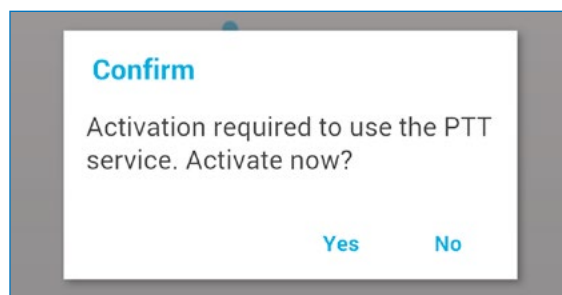 Confirm
Activation required to use the PTT
service. Activate now?
Yes No